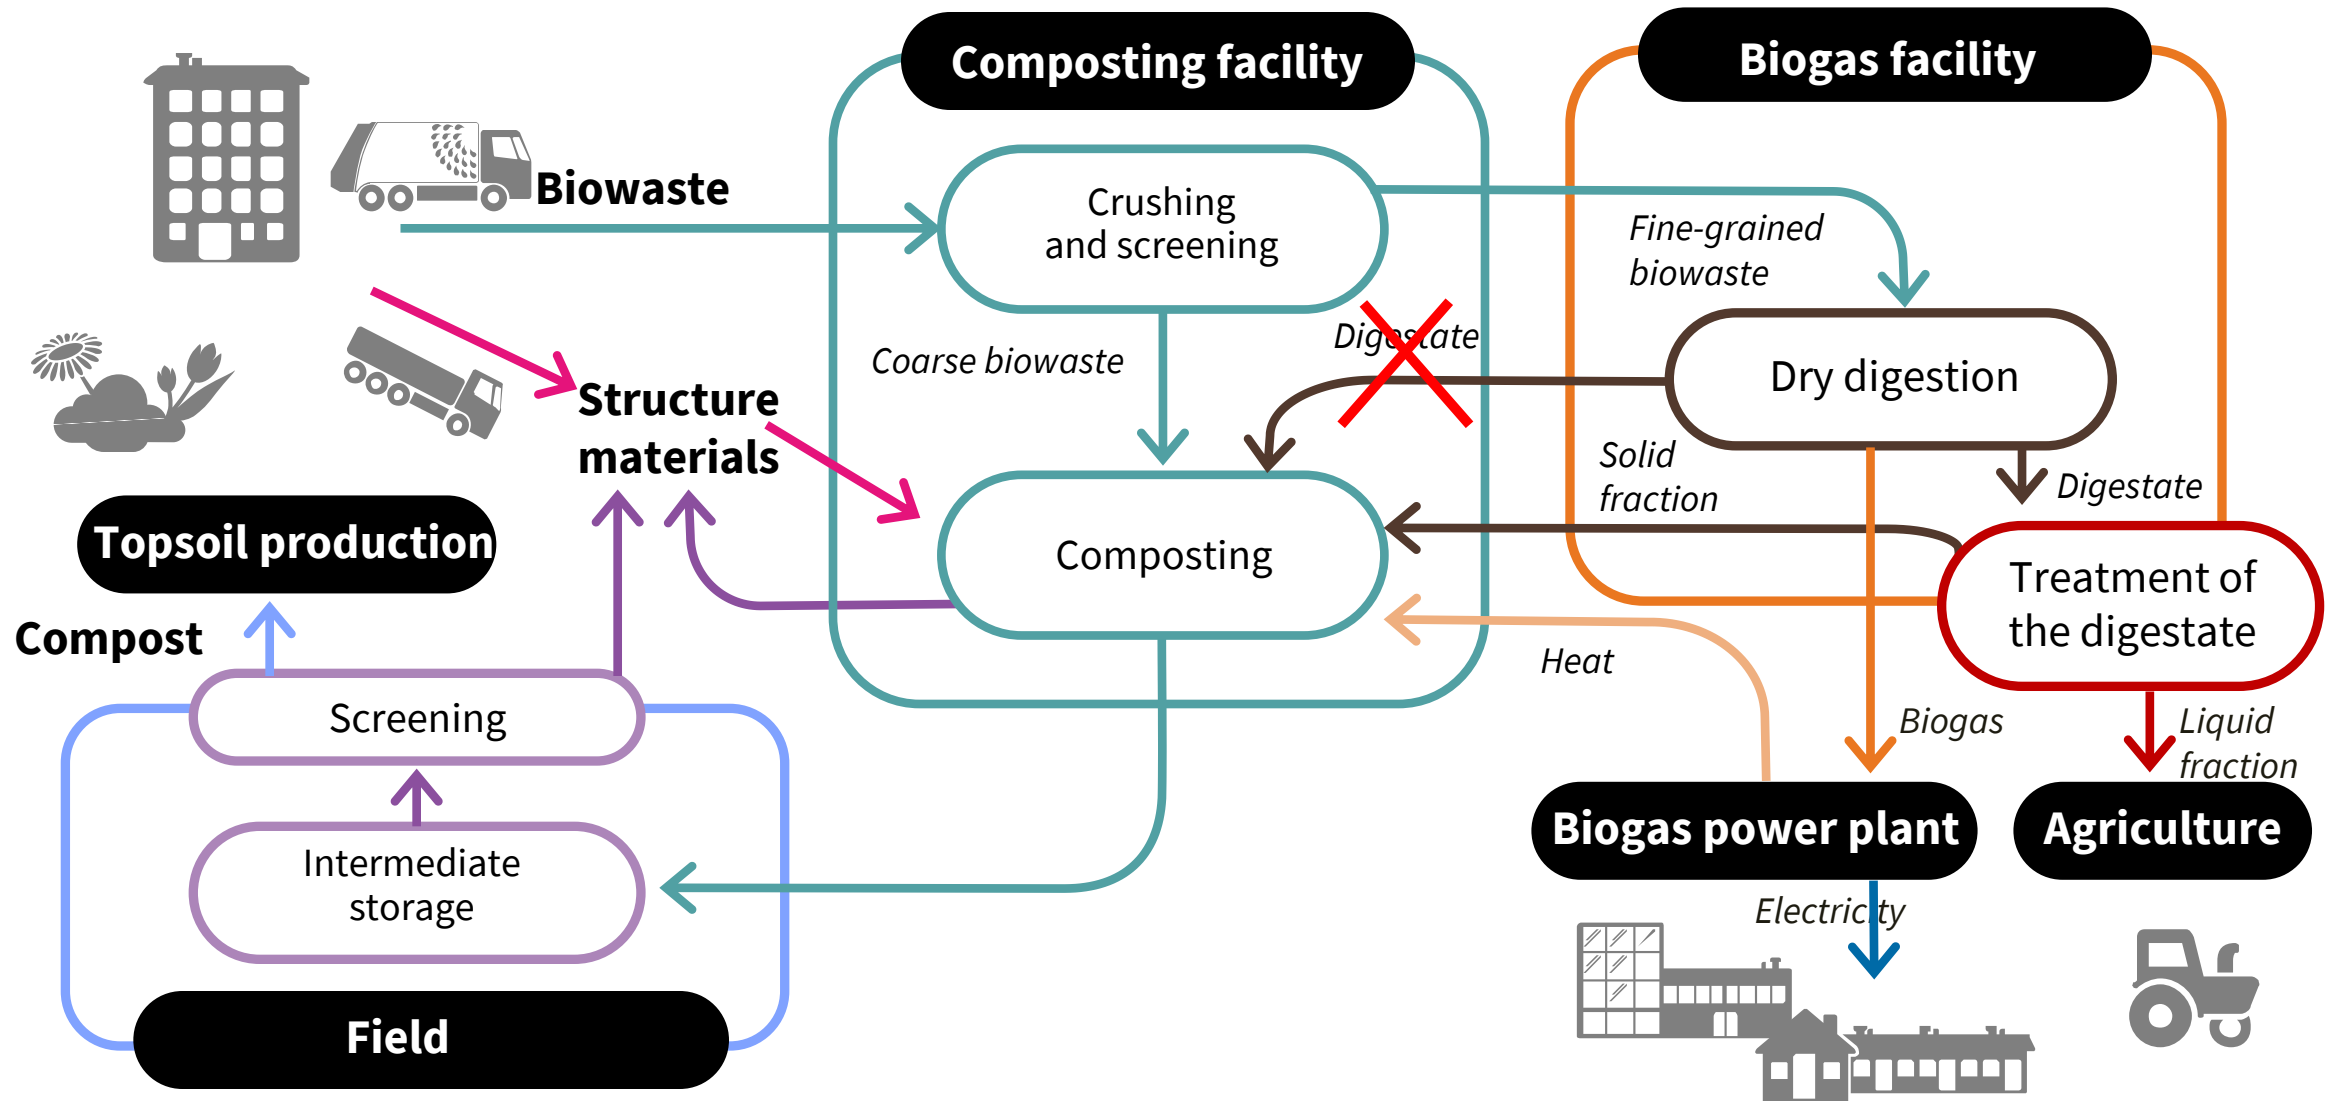 Composting facility
Biogas facility
Biowaste
Crushing
and screening
Fine-grained
biowaste
Coarse biowaste
Digestate
Dry digestion
Structure
materials
Solid
fraction
Digestate
Topsoil production
Composting
Treatment of
the digestate
Compost
Heat
Screening
Biogas
Liquid
fraction
Biogas power plant
Agriculture
Intermediate
storage
Electricity
Field